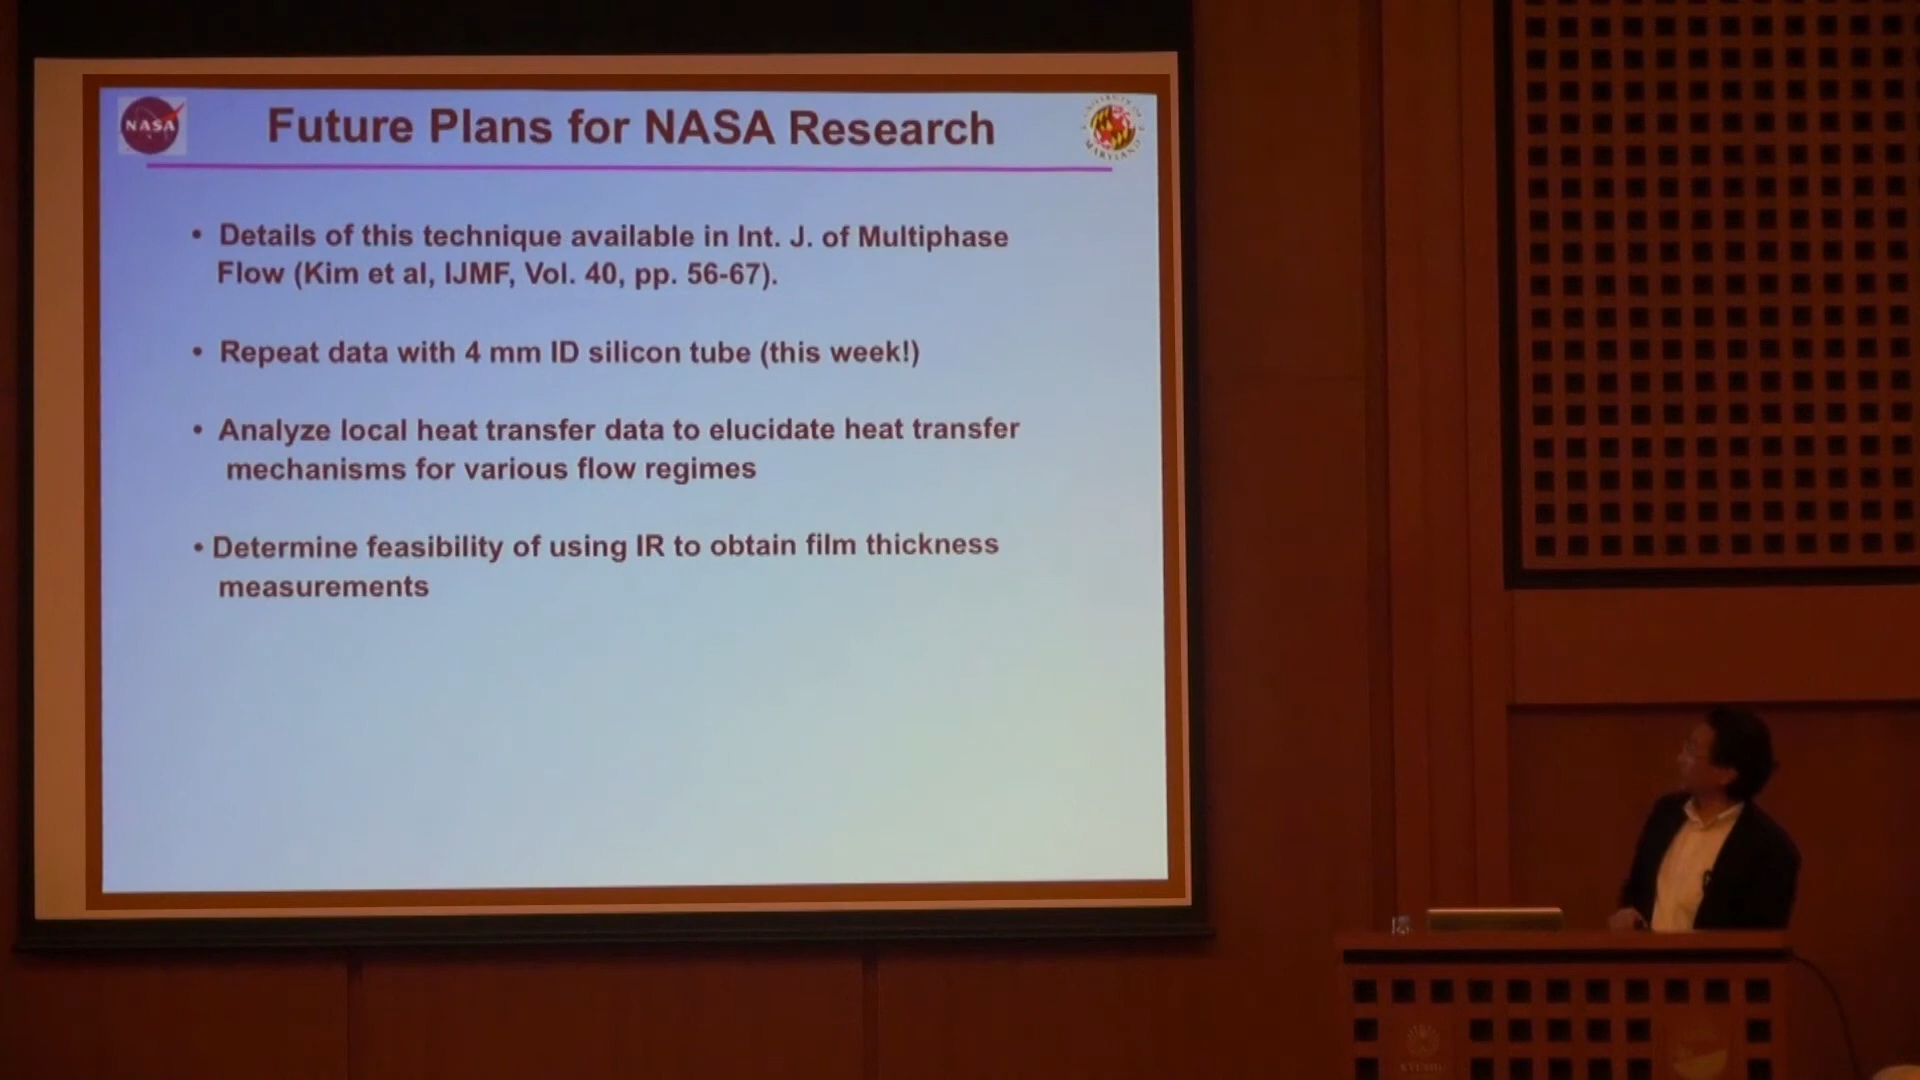 NASA
Future Plans for NASA Research
MARYLAND
• Details of this technique available in Int. J. of Multiphase
Flow (Kim et al, IJMF, Vol. 40, pp. 56-67).
• Repeat data with 4 mm ID silicon tube (this week!)
• Analyze local heat transfer data to elucidate heat transfer
mechanisms for various flow regimes
• Determine feasibility of using IR to obtain film thickness
measurements